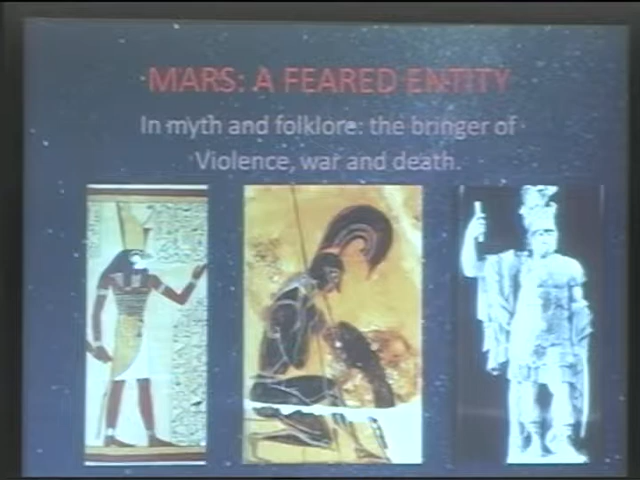 MARS: A FEARED ENTITY
In myth and folklore: the bringer of
Violence, war and death.